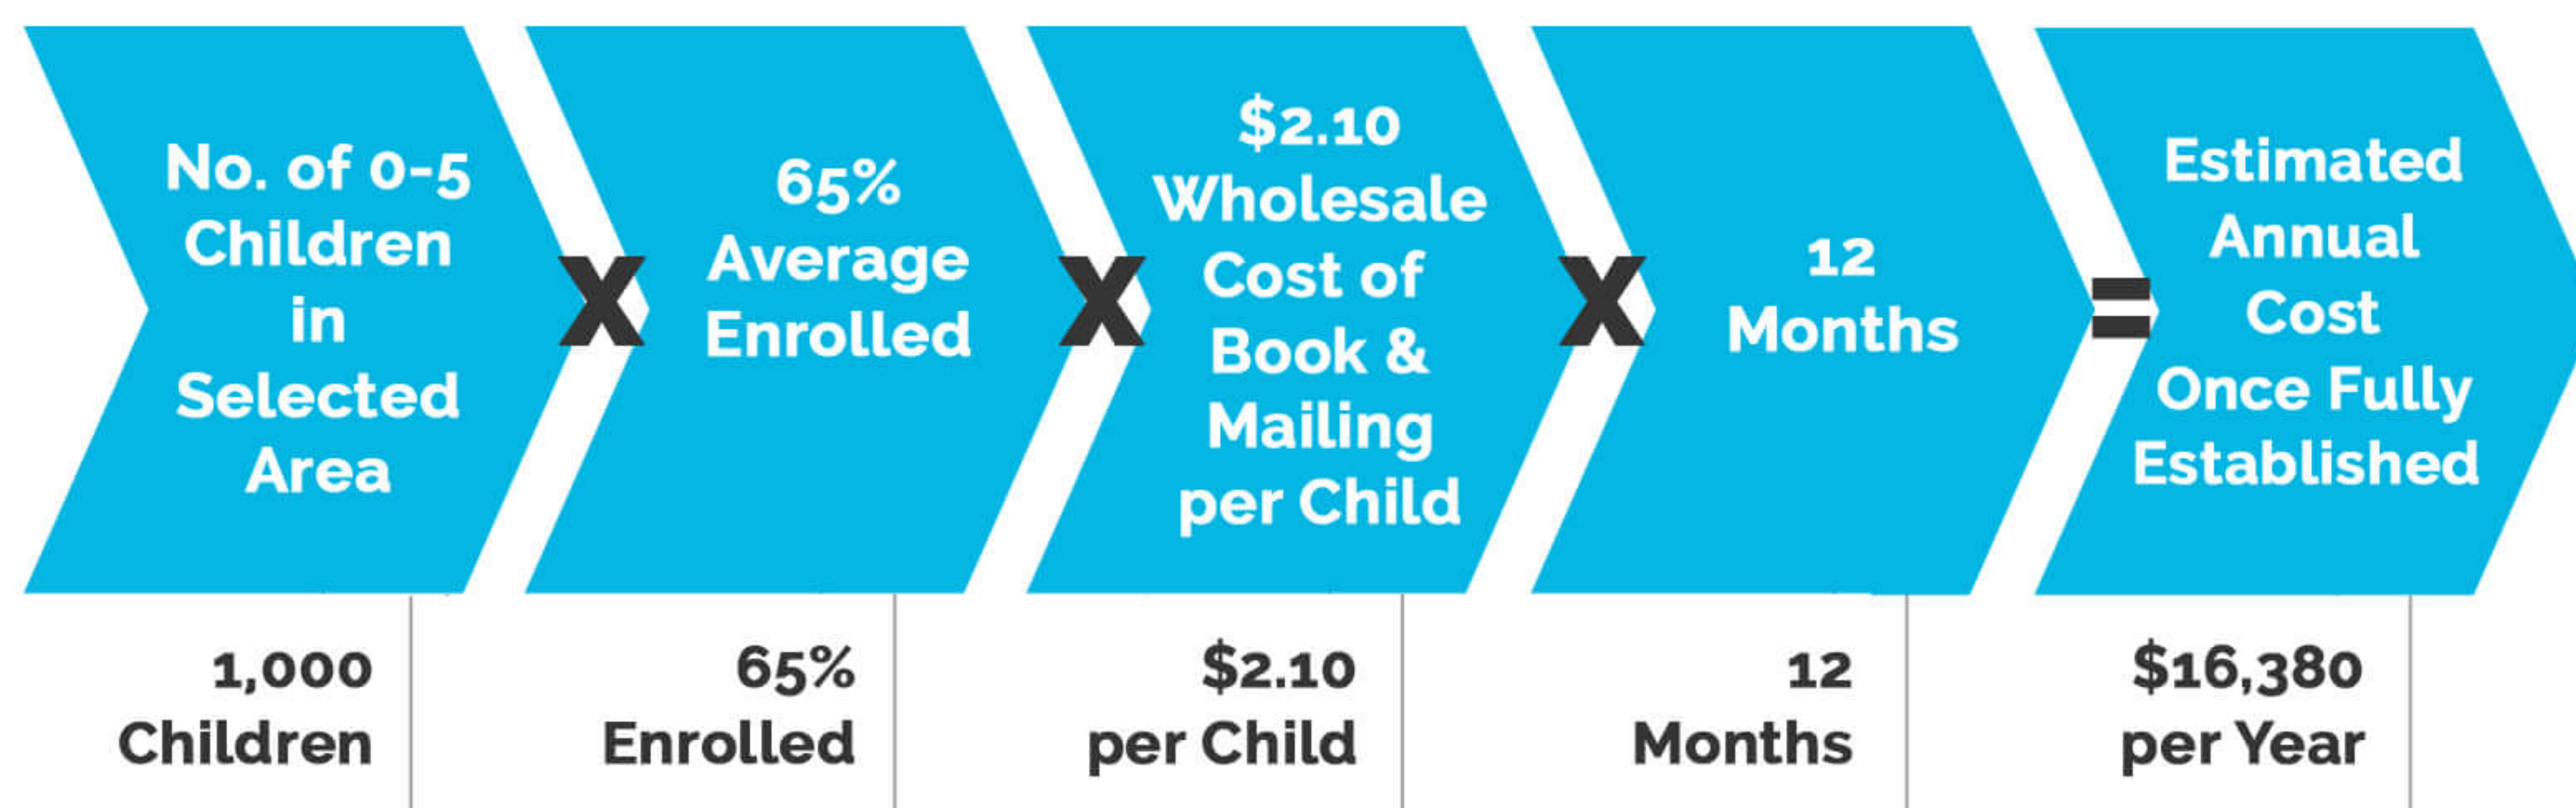 No. of 0-5
Children
in
Selected
Area
X
65%
Average
Enrolled
X
$2.10
Wholesale
Cost of
Book &
Mailing
per Child
X
12
Months
=
Estimated
Annual
Cost
Once Fully
Established
1,000
Children
65%
Enrolled
$2.10
per Child
12
Months
$16,380
per Year